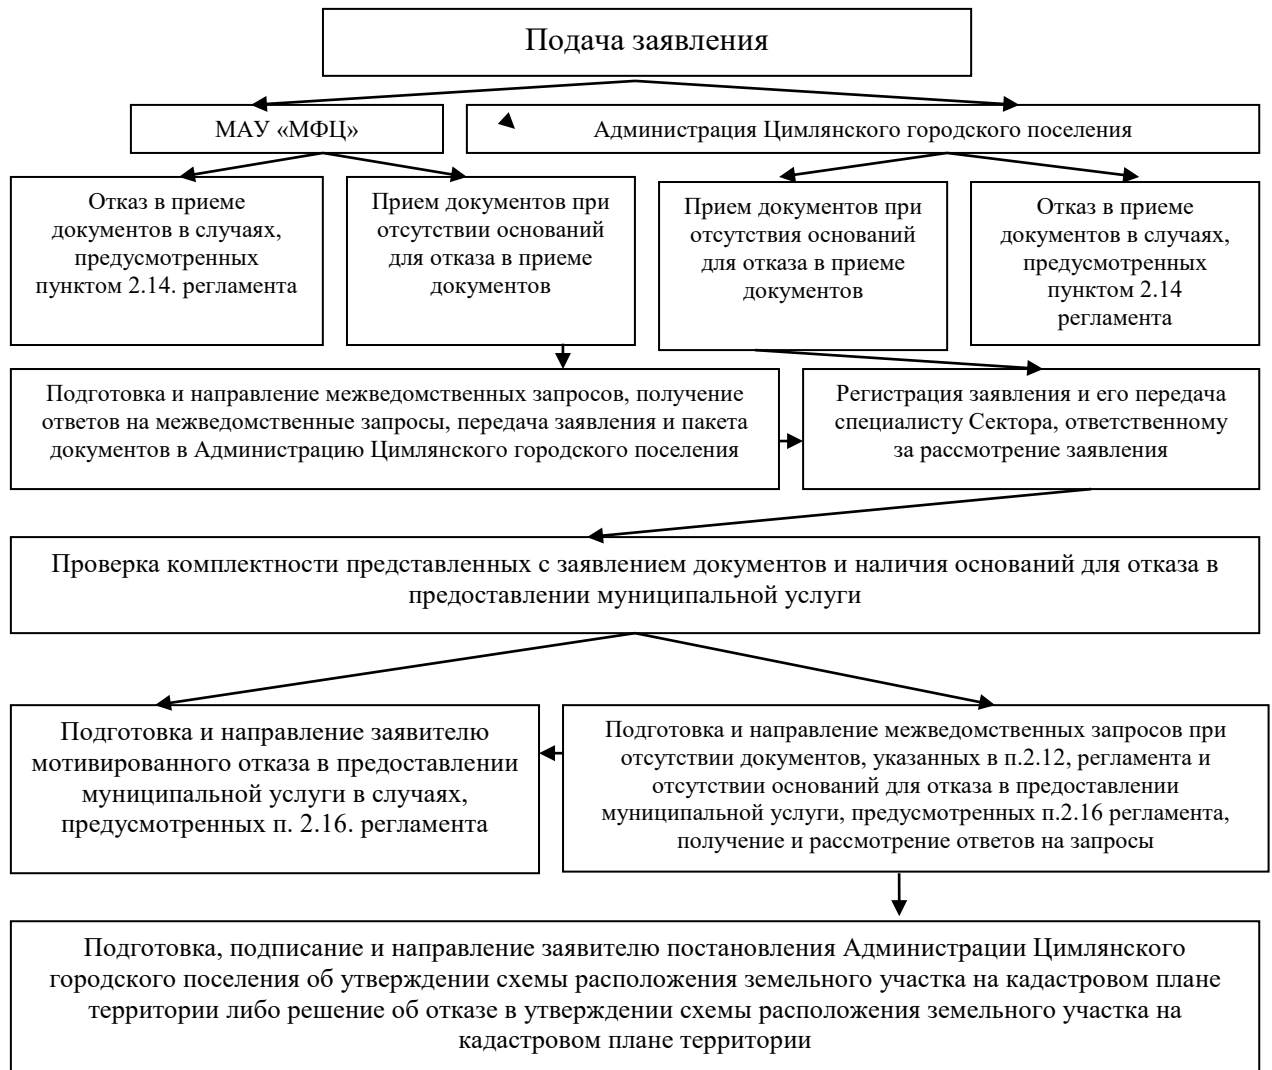 Подача заявления
МАУ «МФЦ»
Администрация Цимлянского городского поселения
Отказ в приеме
документов в случаях,
предусмотренных
пунктом 2.14. регламента
Прием документов при
отсутствии оснований
для отказа в приеме
документов
Прием документов при
отсутствия оснований
для отказа в приеме
документов
Отказ в приеме
документов в случаях,
предусмотренных
пунктом 2.14
регламента
Подготовка и направление межведомственных запросов, получение
ответов на межведомственные запросы, передача заявления и пакета
документов в Администрацию Цимлянского городского поселения
Регистрация заявления и его передача
специалисту Сектора, ответственному
за рассмотрение заявления
Проверка комплектности представленных с заявлением документов и наличия оснований для отказа в
предоставлении муниципальной услуги
Подготовка и направление заявителю
мотивированного отказа в предоставлении
муниципальной услуги в случаях,
предусмотренных п. 2.16. регламента
Подготовка и направление межведомственных запросов при
отсутствии документов, указанных в п.2.12, регламента и
отсутствии оснований для отказа в предоставлении
муниципальной услуги, предусмотренных п.2.16 регламента,
получение и рассмотрение ответов на запросы
Подготовка, подписание и направление заявителю постановления Администрации Цимлянского
городского поселения об утверждении схемы расположения земельного участка на кадастровом плане
территории либо решение об отказе в утверждении схемы расположения земельного участка на
кадастровом плане территории